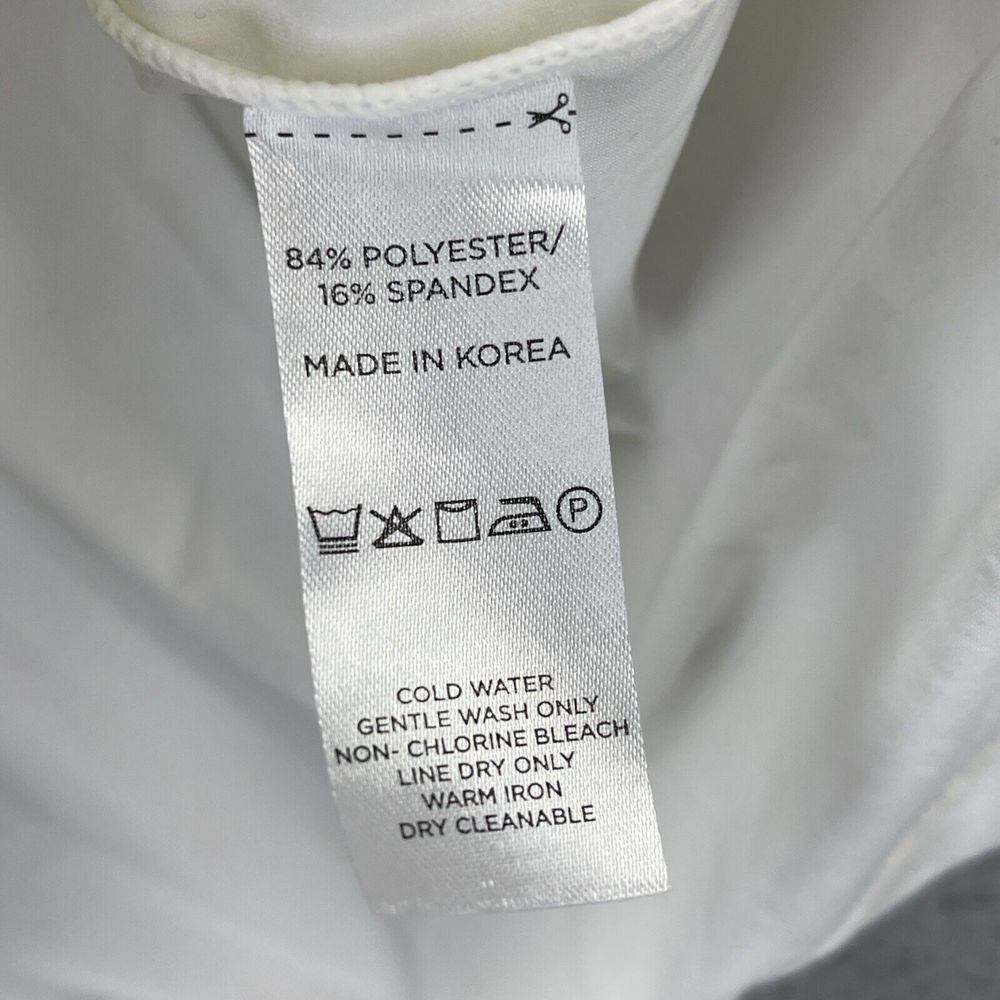 84% POLYESTER/
16% SPANDEX
MADE IN KOREA
P
COLD WATER
GENTLE WASH ONLY
NON- CHLORINE BLEACH
LINE DRY ONLY
WARM IRON
DRY CLEANABLE